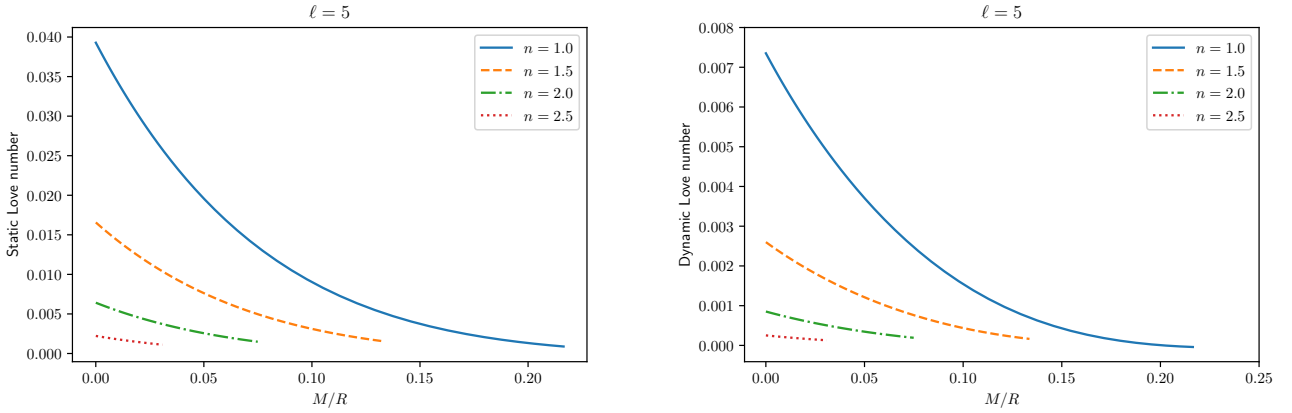 ℓ = 5
Static Love number
0.040
0.035
0.030
0.025
0.020
0.015
0.010
0.005
0.000
n = 1.0
n = 1.5
n = 2.0
n = 2.5
0.00 0.05 0.10 0.15 0.20
M/R
ℓ = 5
Dynamic Love number
0.008
0.007
0.006
0.005
0.004
0.003
0.002
0.001
0.000
n = 1.0
n = 1.5
n = 2.0
n = 2.5
0.00 0.05 0.10 0.15 0.20 0.25
M/R